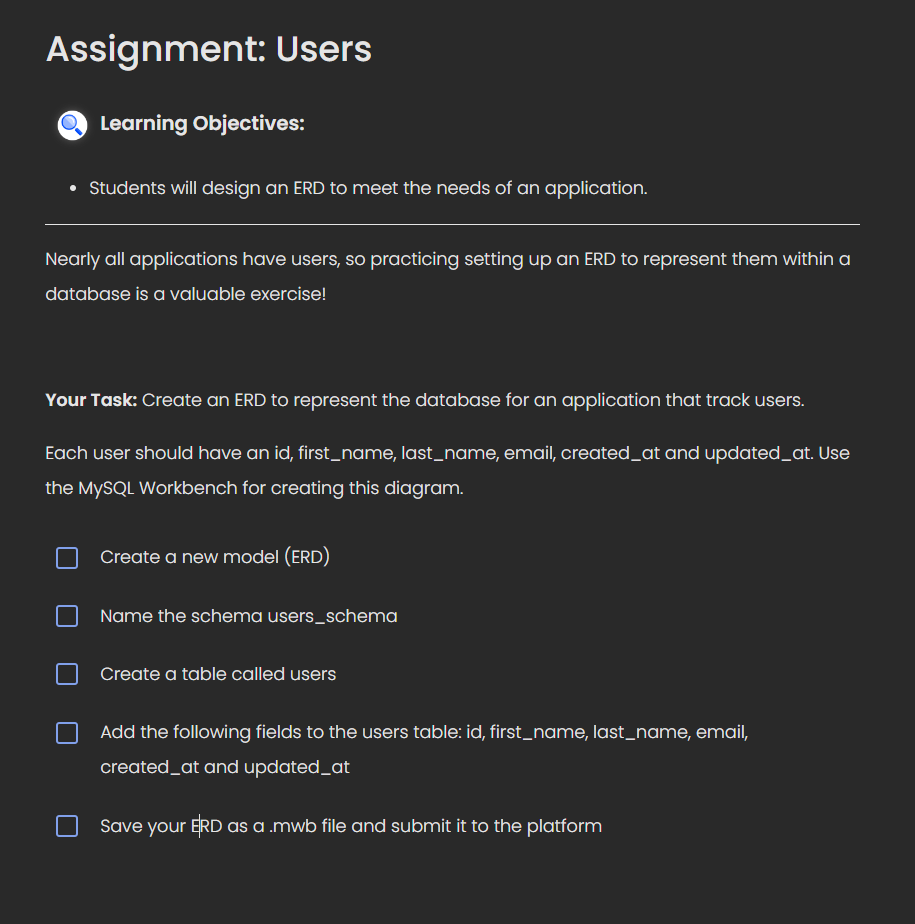 Assignment: Users
Learning Objectives:
Students will design an ERD to meet the needs of an application.
Nearly all applications have users, so practicing setting up an ERD to represent them within a
database is a valuable exercise!
Your Task: Create an ERD to represent the database for an application that track users.
Each user should have an id, first_name, last_name, email, created_at and updated_at. Use
the MySQL Workbench for creating this diagram.
Create a new model (ERD)
Name the schema users_schema
Create a table called users
Add the following fields to the users table: id, first_name, last_name, email,
created_at and updated_at
Save your ERD as a .mwb file and submit it to the platform